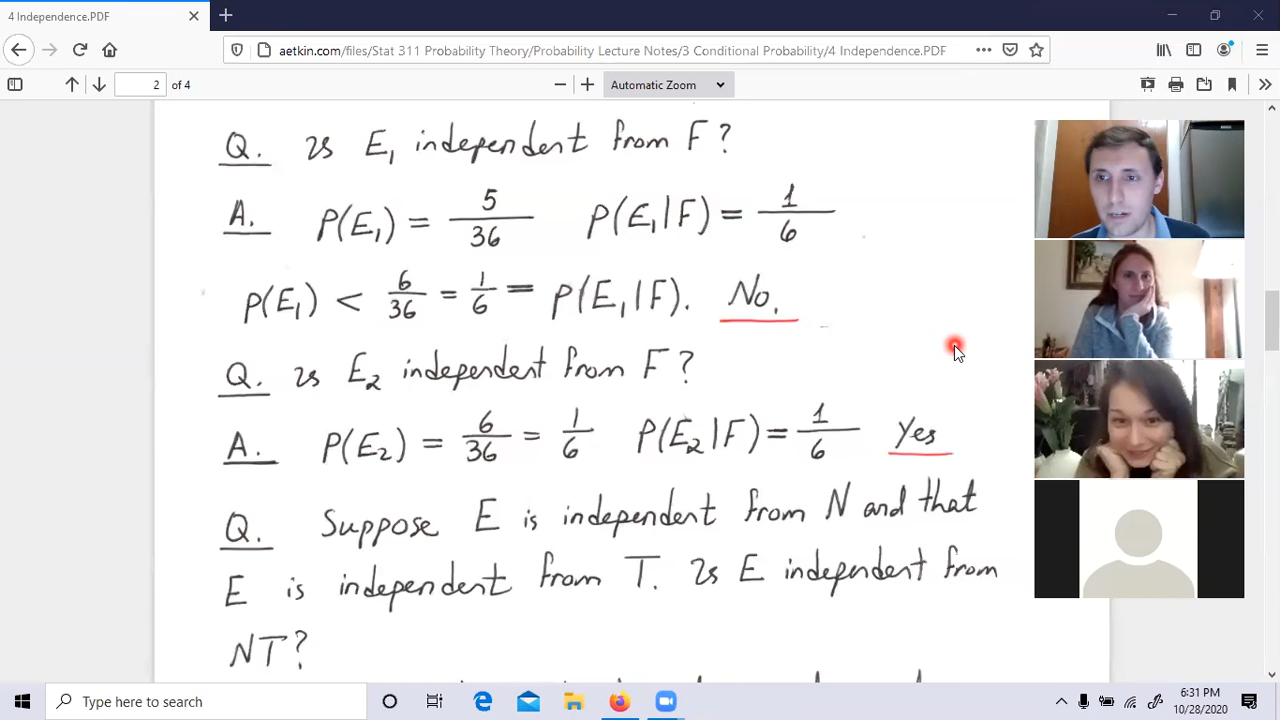 4 Independence.PDF
aetkin.com/files/Stat 311 Probability Theory/Probability Lecture Notes/3 Conditional Probability/4 Independence.PDF
2 of 4
Automatic Zoom
Q. Is E₁ independent from F?
A. P(E₁) = 5/36 P(E₁|F) = 1/6
P(E₁) < 6/36 = 1/6 = P(E₁|F). No.
Q. Is E₂ independent from F?
A. P(E₂) = 6/36 = 1/6 P(E₂|F) = 1/6 Yes
Q. Suppose E is independent from N and that
E is independent from T. Is E independent from
NT?
Type here to search
6:31 PM
10/28/2020